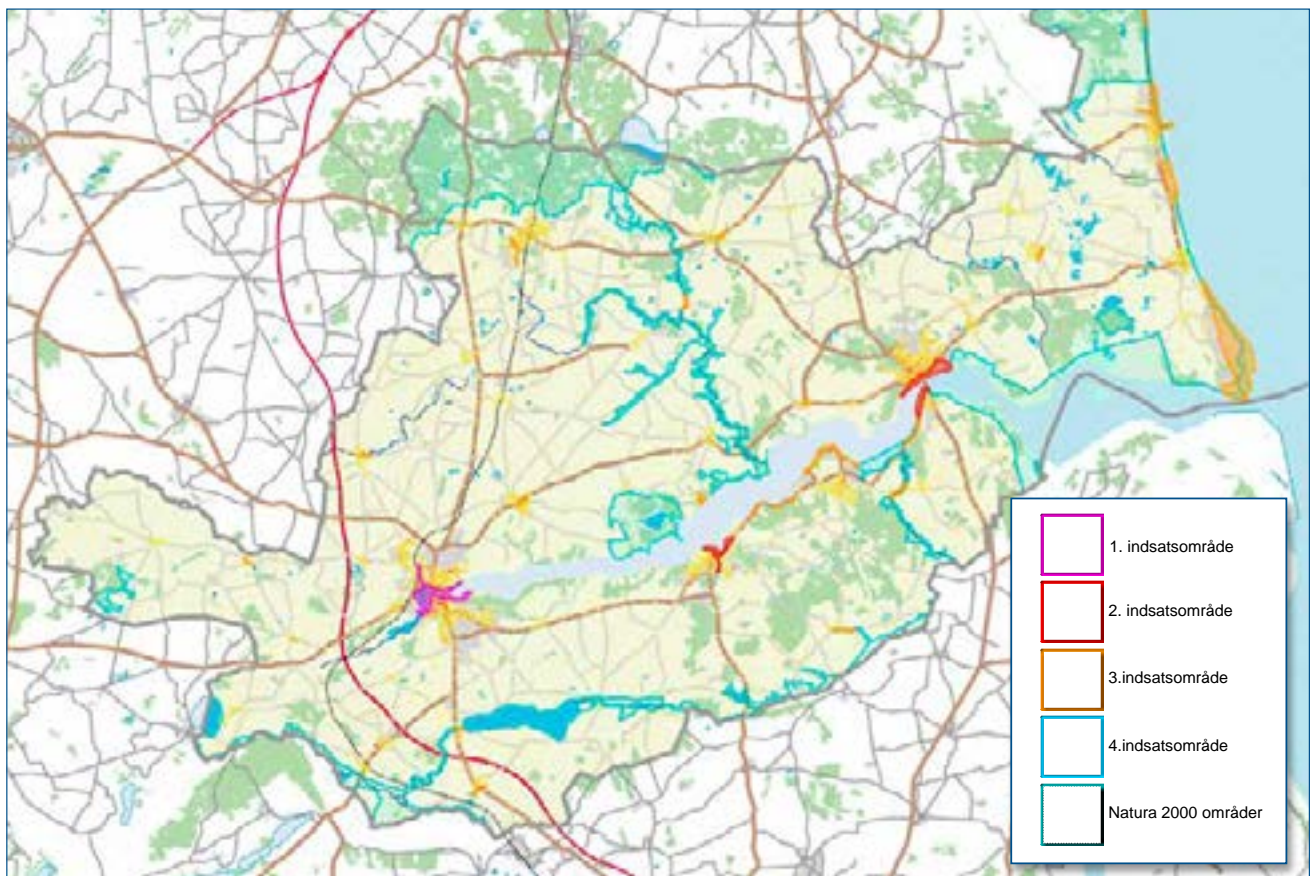 1. indsatsområde
2. indsatsområde
3.indsatsområde
4.indsatsområde
Natura 2000 områder